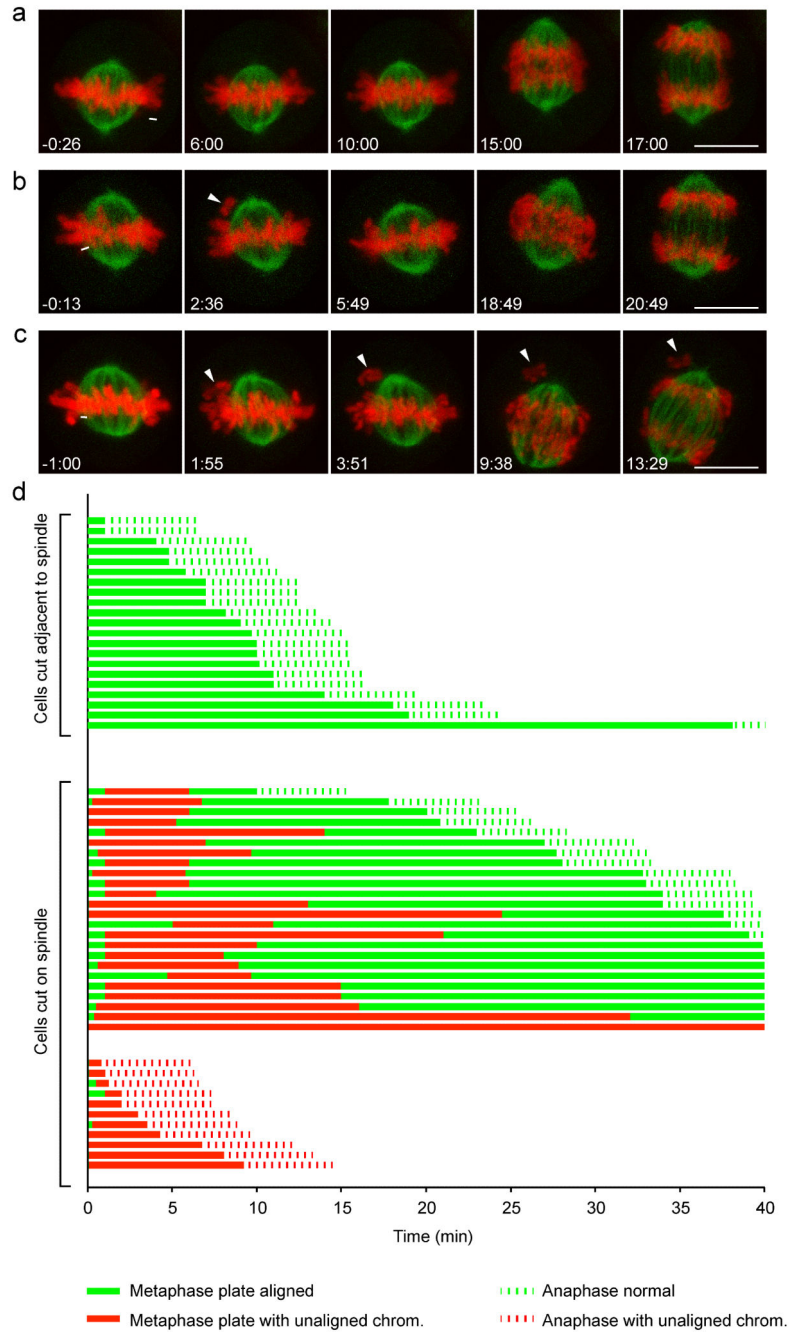 a
-0:26 6:00 10:00 15:00 17:00
b
-0:13 2:36 5:49 18:49 20:49
c
-1:00 1:55 3:51 9:38 13:29
d
Cells cut adjacent to spindle
Cells cut on spindle
0 5 10 15 20 25 30 35 40
Time (min)
Metaphase plate aligned
Anaphase normal
Metaphase plate with unaligned chrom.
Anaphase with unaligned chrom.